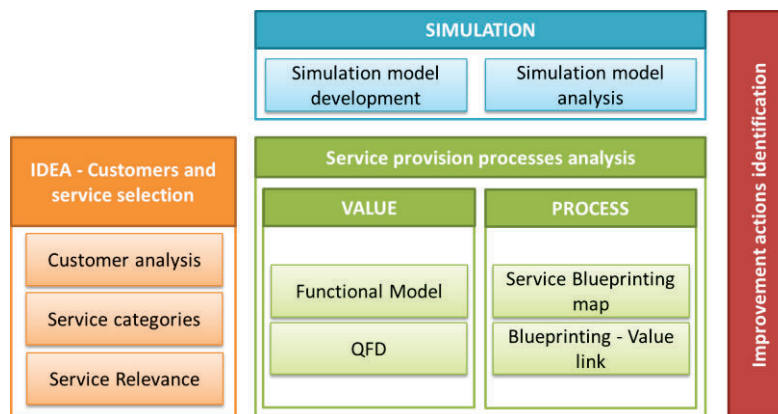 SIMULATION
Simulation model
development
Simulation model
analysis
IDEA - Customers and
service selection
Customer analysis
Service categories
Service Relevance
Service provision processes analysis
VALUE
Functional Model
QFD
PROCESS
Service Blueprinting
map
Blueprinting - Value
link
Improvement actions identification